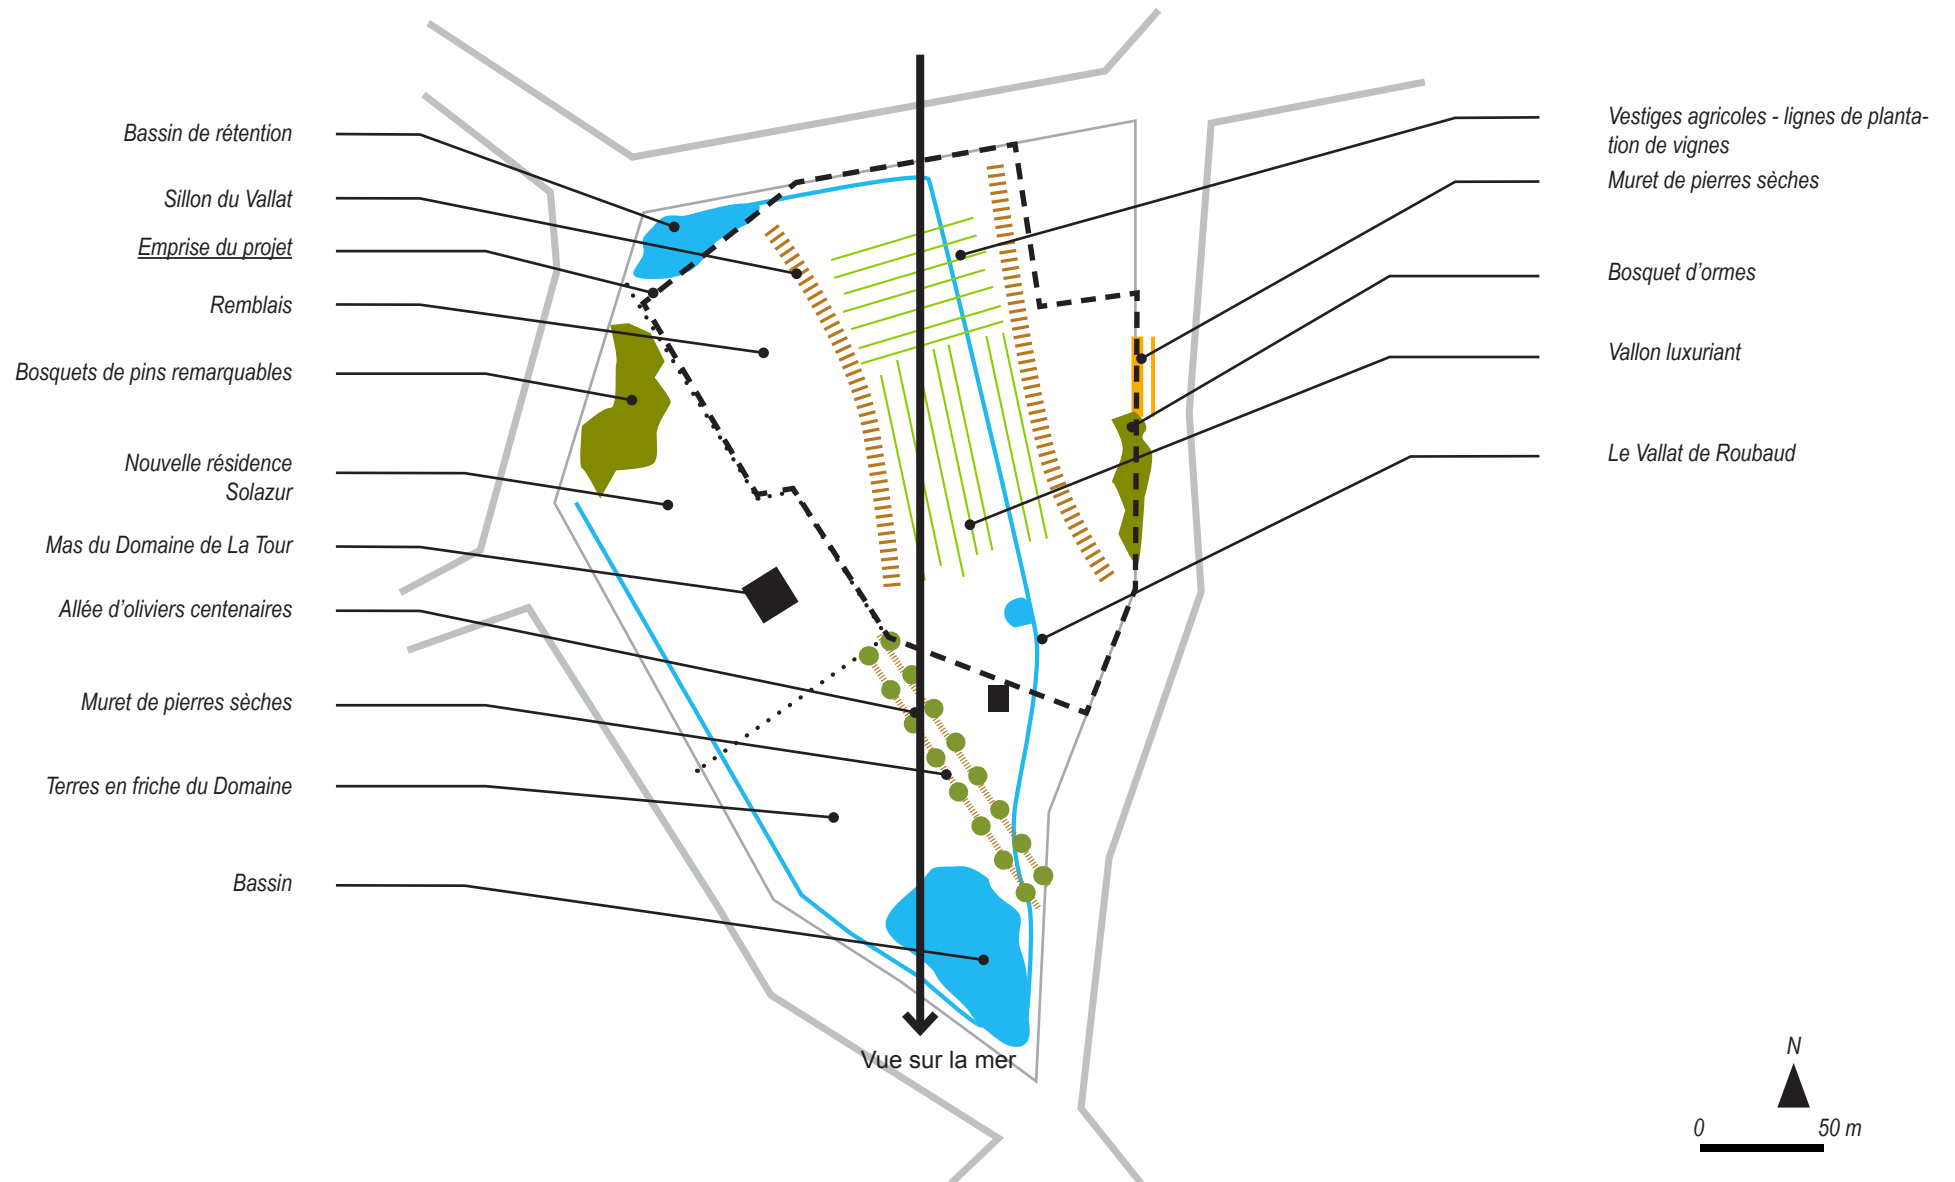 Bassin de rétention
Sillon du Vallat
Emprise du projet
Remblais
Bosquets de pins remarquables
Nouvelle résidence
Solazur
Mas du Domaine de La Tour
Allée d'oliviers centenaires
Muret de pierres sèches
Terres en friche du Domaine
Bassin
Vestiges agricoles - lignes de planta-
tion de vignes
Muret de pierres sèches
Bosquet d'ormes
Vallon luxuriant
Le Vallat de Roubaud
Vue sur la mer
N
0 50 m